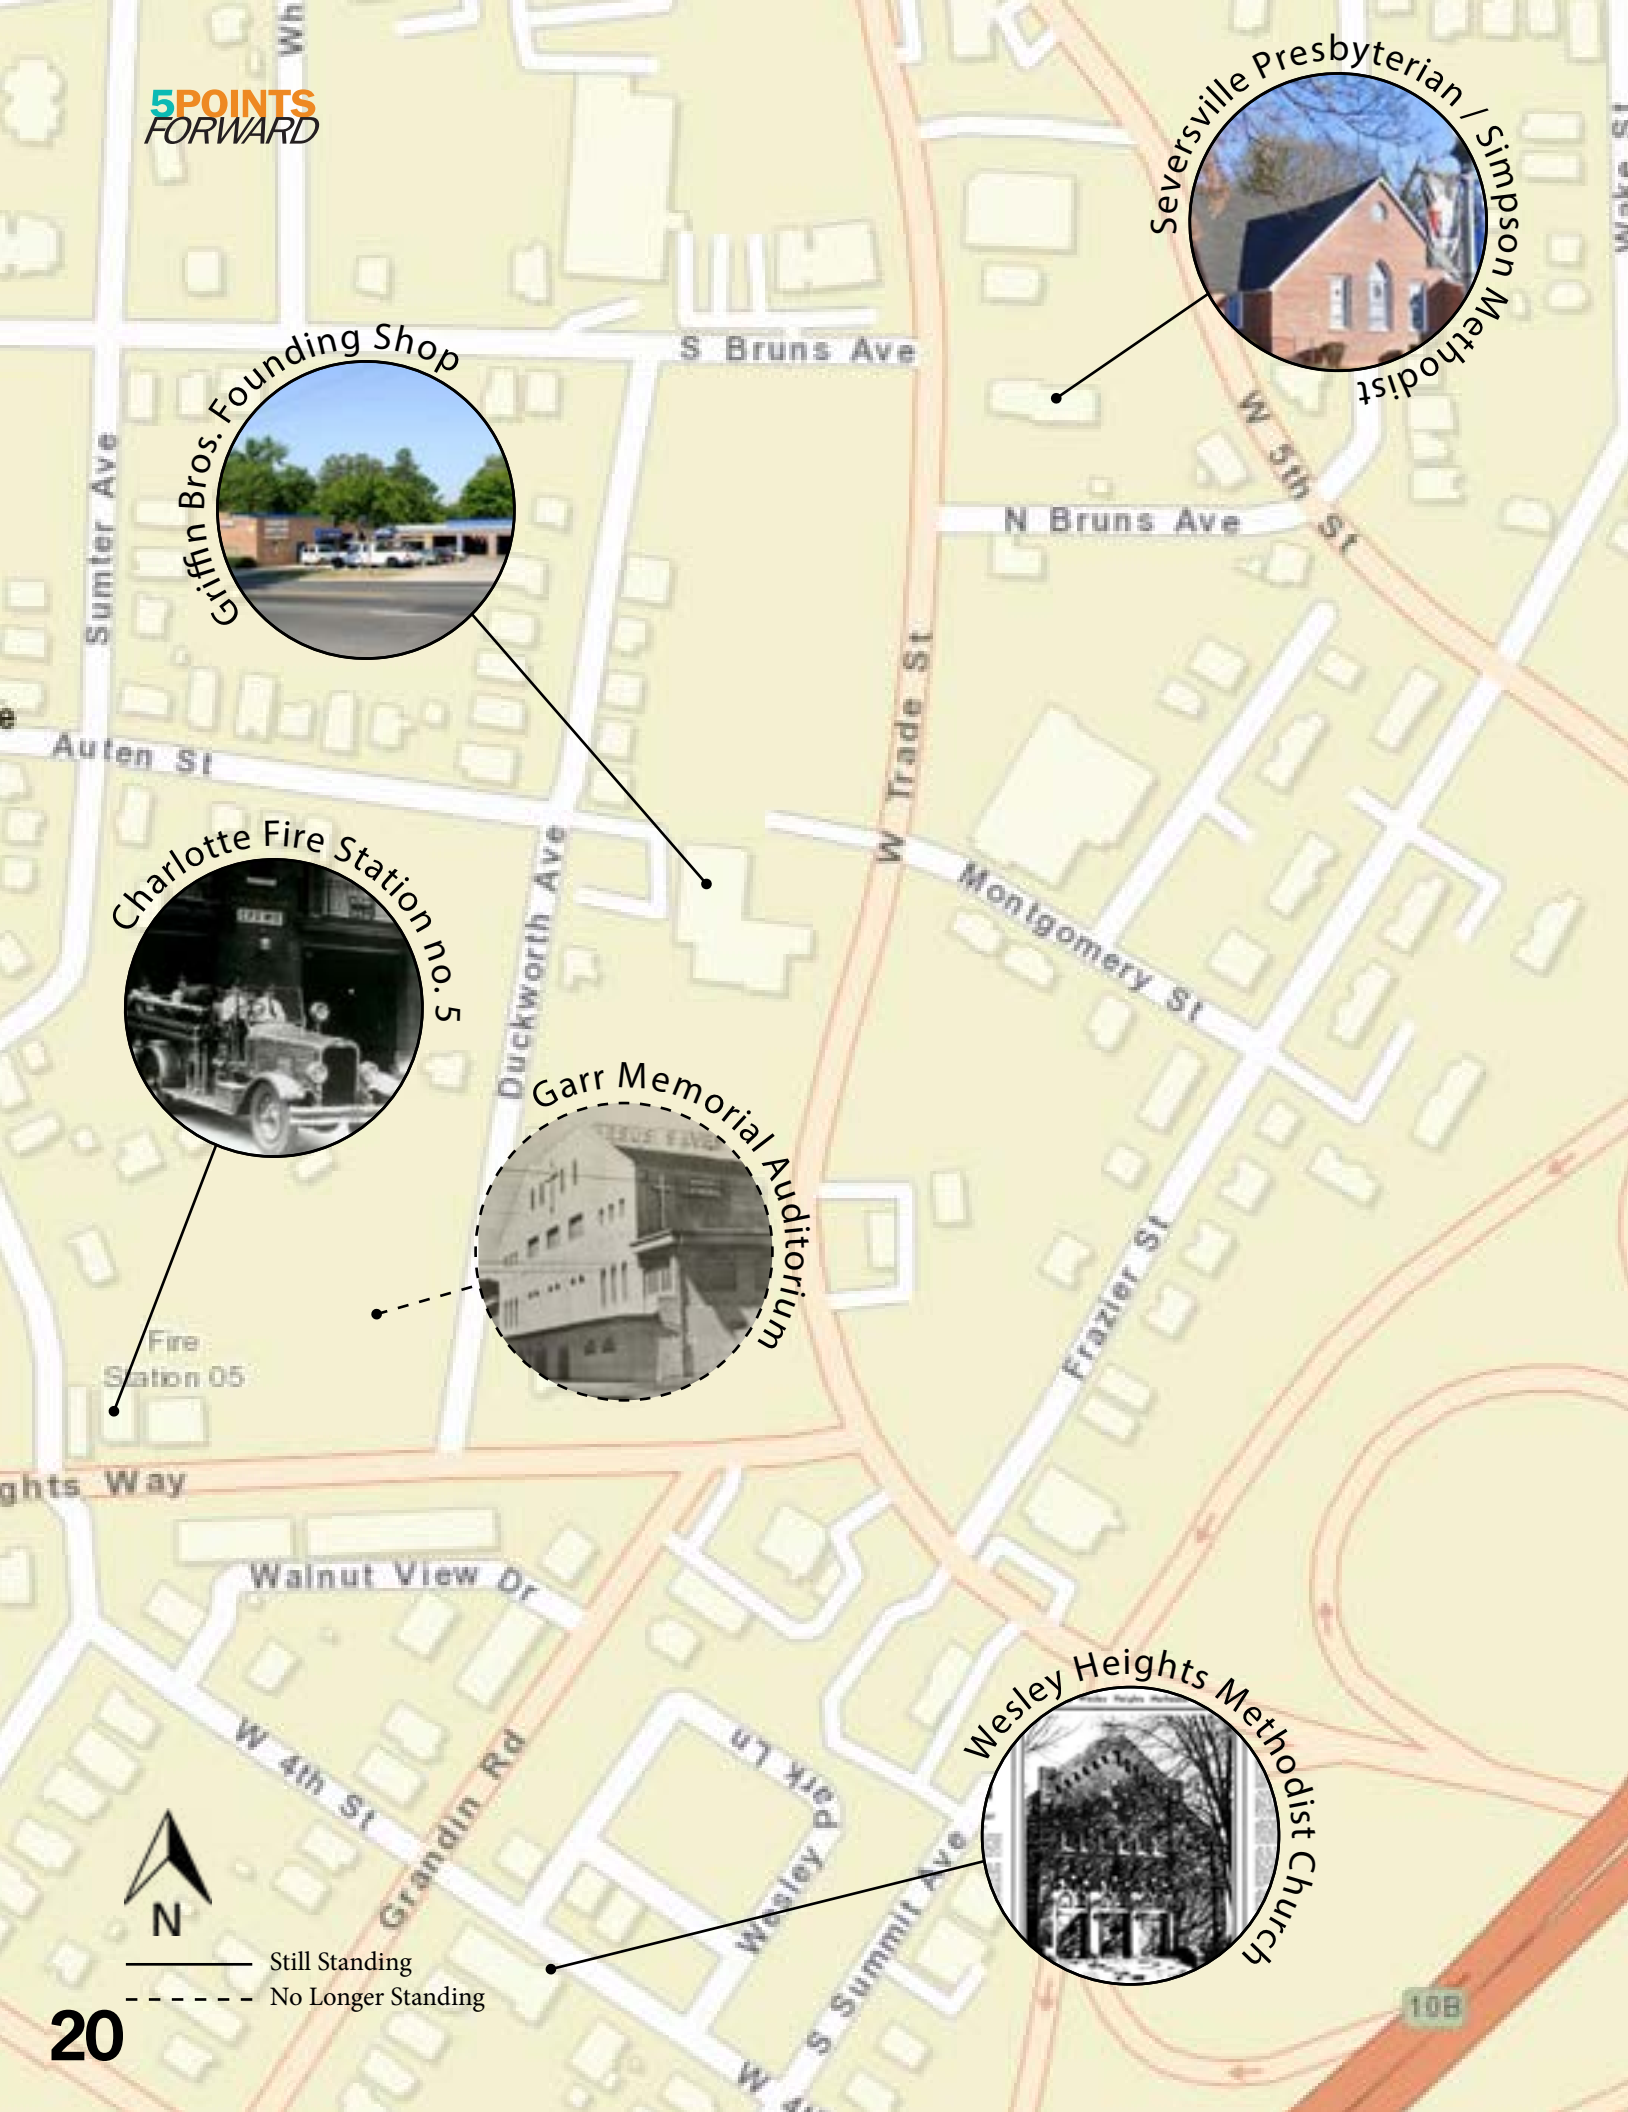 Wh
5POINTS
FORWARD
Seversville Presbyterian / Simpson Methodist
Wake St
S Bruns Ave
Griffin Bros. Founding Shop
W 5th St
Sumter Ave
N Bruns Ave
W Trade St
e
Auten St
Charlotte Fire Station no. 5
Duckworth Ave
Montgomery St
Garr Memorial Auditorium
Frazier St
Fire
Station 05
ghts Way
Walnut View Dr
Wesley Heights Methodist Church
W 4th St
Grandin Rd
Wesley Park Ln
S Summit Ave
N
Still Standing
No Longer Standing
10B
20
W 4th